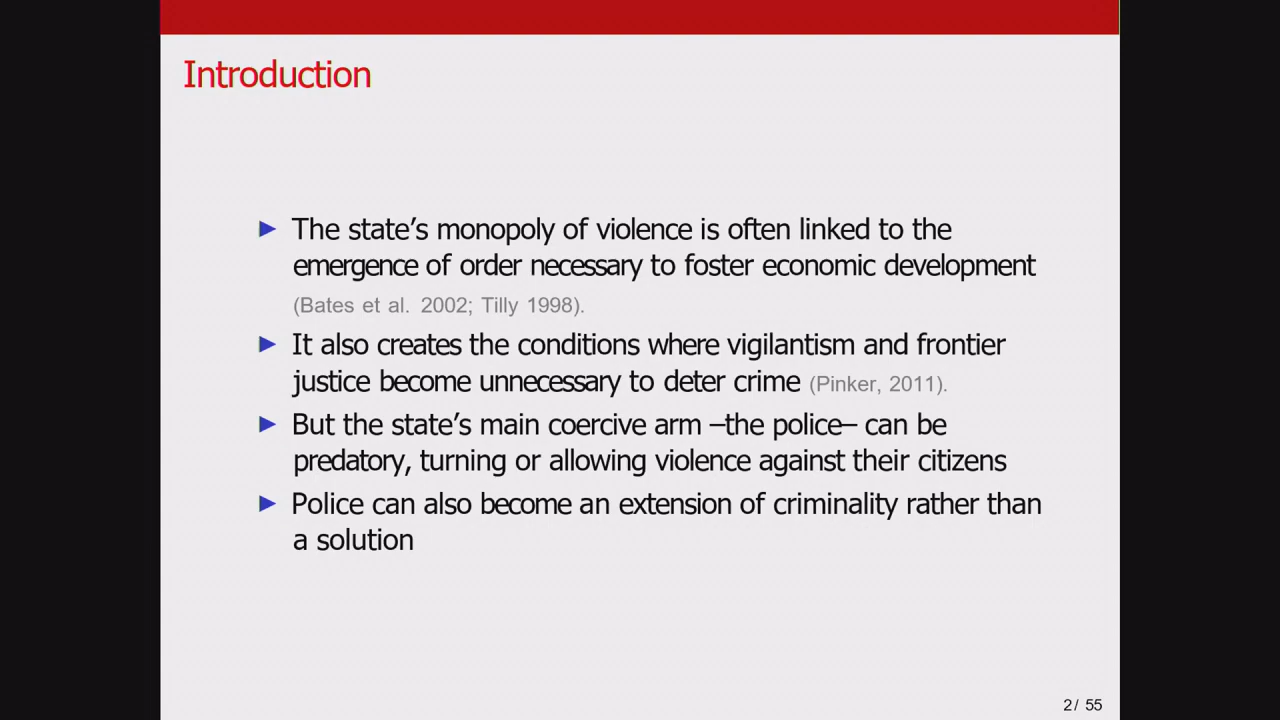 Introduction
▶ The state's monopoly of violence is often linked to the
emergence of order necessary to foster economic development
(Bates et al. 2002; Tilly 1998).
▶ It also creates the conditions where vigilantism and frontier
justice become unnecessary to deter crime (Pinker, 2011).
▶ But the state's main coercive arm –the police– can be
predatory, turning or allowing violence against their citizens
▶ Police can also become an extension of criminality rather than
a solution
2 / 55